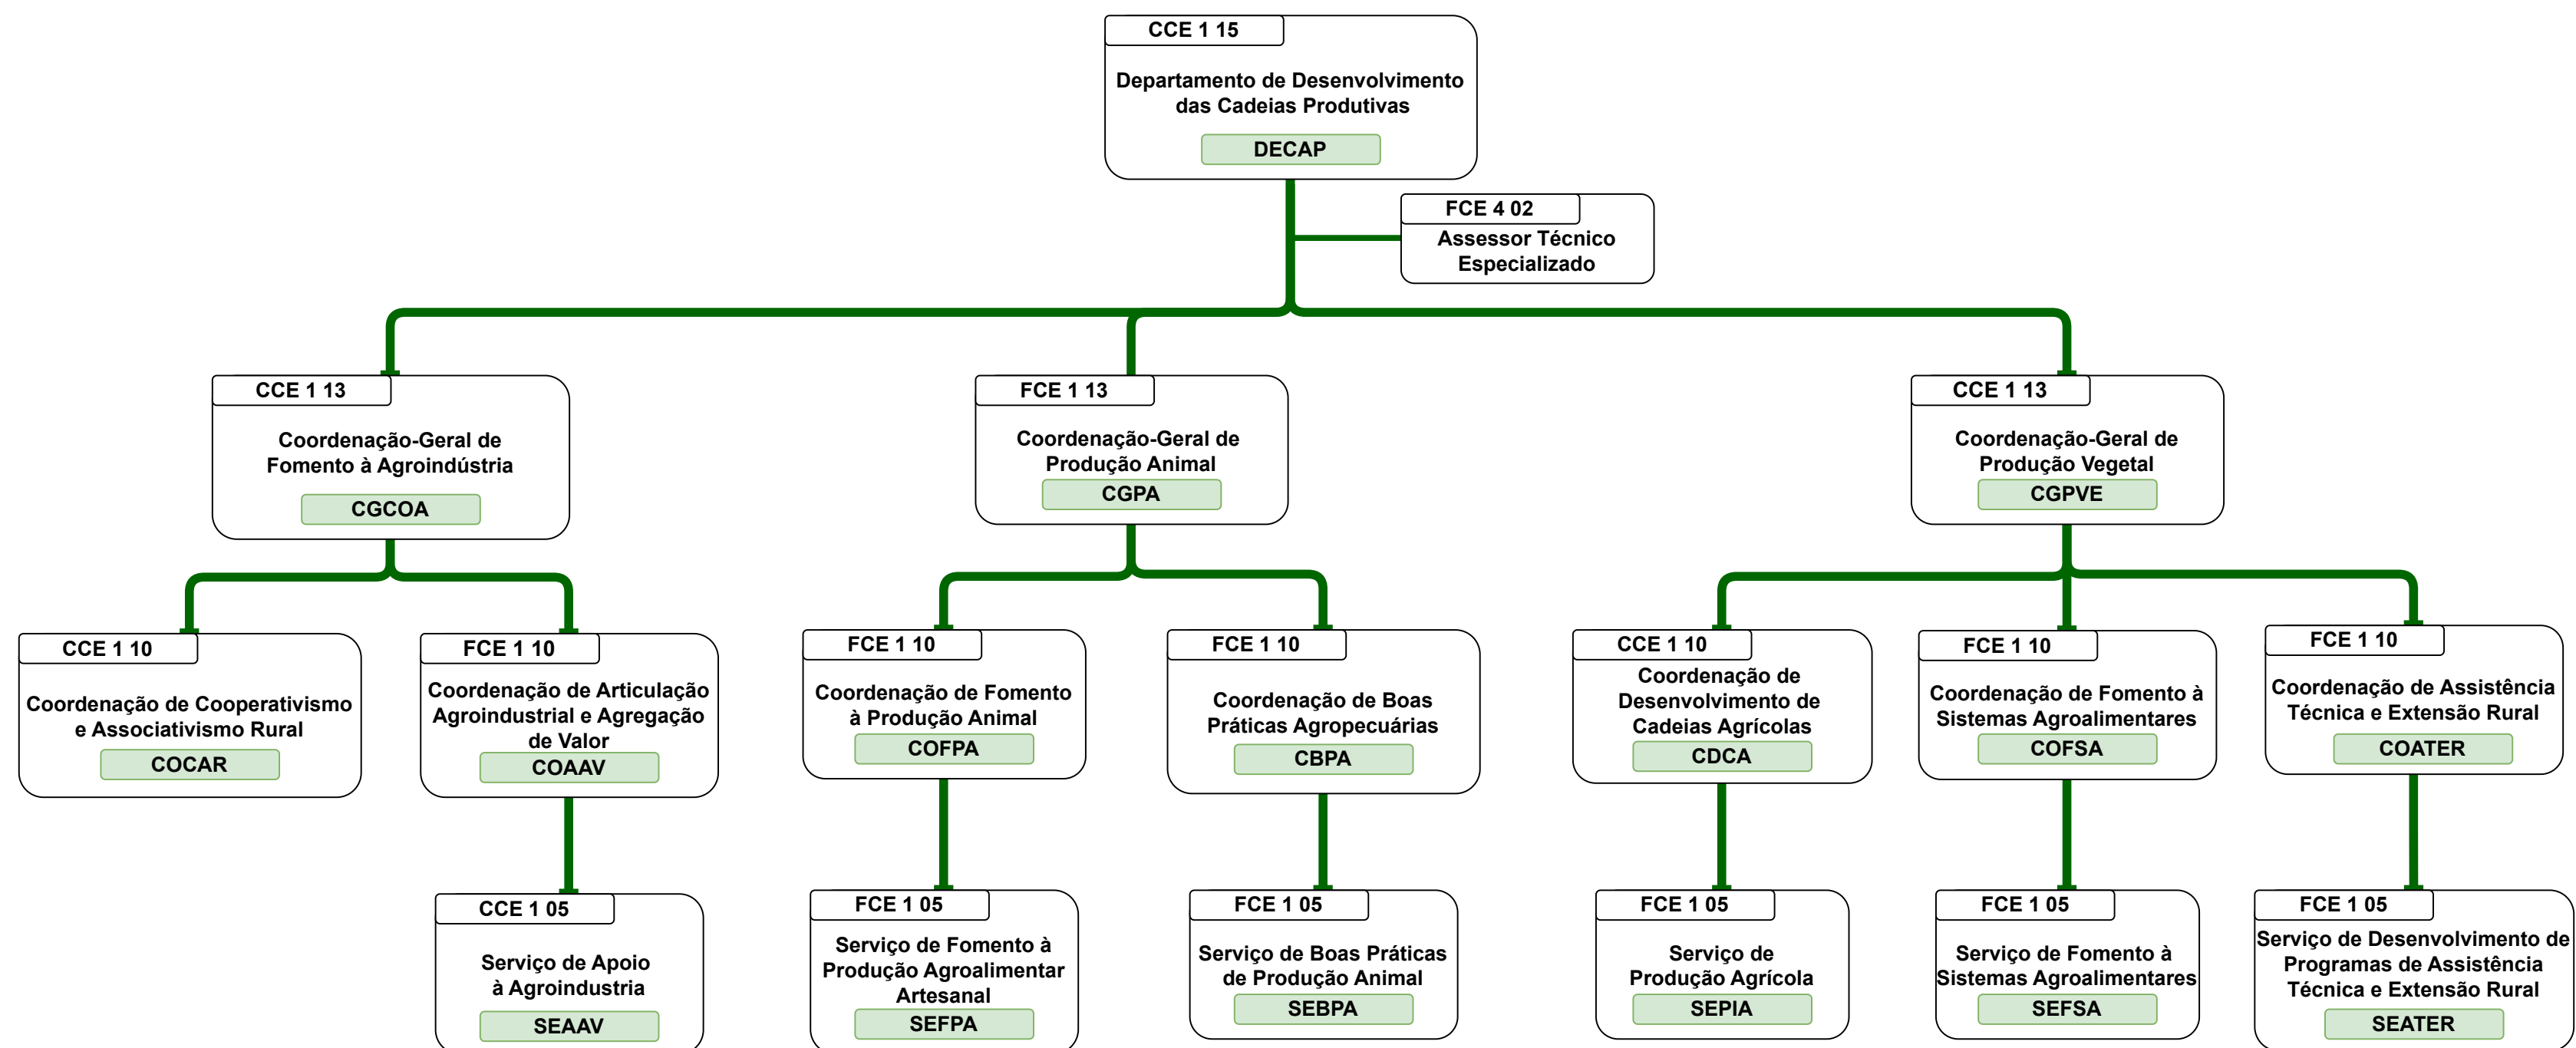 CCE 1 15
Departamento de Desenvolvimento
das Cadeias Produtivas
DECAP
FCE 4 02
Assessor Técnico
Especializado
CCE 1 13
Coordenação-Geral de
Fomento à Agroindústria
CGCOA
FCE 1 13
Coordenação-Geral de
Produção Animal
CGPA
CCE 1 13
Coordenação-Geral de
Produção Vegetal
CGPVE
CCE 1 10
Coordenação de Cooperativismo
e Associativismo Rural
COCAR
FCE 1 10
Coordenação de Articulação
Agroindustrial e Agregação
de Valor
COAAV
FCE 1 10
Coordenação de Fomento
à Produção Animal
COFPA
FCE 1 10
Coordenação de Boas
Práticas Agropecuárias
CBPA
CCE 1 10
Coordenação de
Desenvolvimento de
Cadeias Agrícolas
CDCA
FCE 1 10
Coordenação de Fomento à
Sistemas Agroalimentares
COFSA
FCE 1 10
Coordenação de Assistência
Técnica e Extensão Rural
COATER
CCE 1 05
Serviço de Apoio
à Agroindustria
SEAAV
FCE 1 05
Serviço de Fomento à
Produção Agroalimentar
Artesanal
SEFPA
FCE 1 05
Serviço de Boas Práticas
de Produção Animal
SEBPA
FCE 1 05
Serviço de
Produção Agrícola
SEPIA
FCE 1 05
Serviço de Fomento à
Sistemas Agroalimentares
SEFSA
FCE 1 05
Serviço de Desenvolvimento de
Programas de Assistência
Técnica e Extensão Rural
SEATER